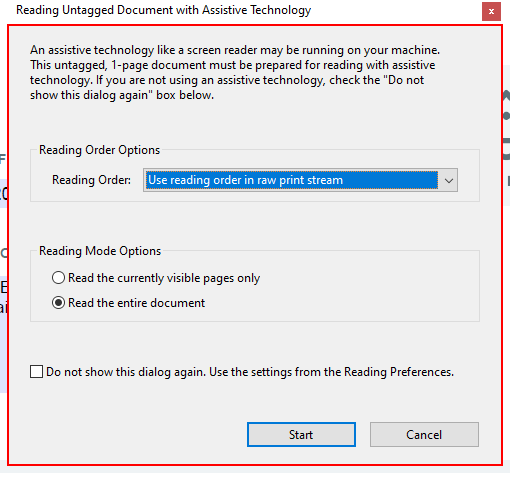 Reading Untagged Document with Assistive Technology
An assistive technology like a screen reader may be running on your machine.
This untagged, 1-page document must be prepared for reading with assistive
technology. If you are not using an assistive technology, check the "Do not
show this dialog again" box below.
Reading Order Options
Reading Order: Use reading order in raw print stream
Reading Mode Options
Read the currently visible pages only
Read the entire document
Do not show this dialog again. Use the settings from the Reading Preferences.
Start Cancel